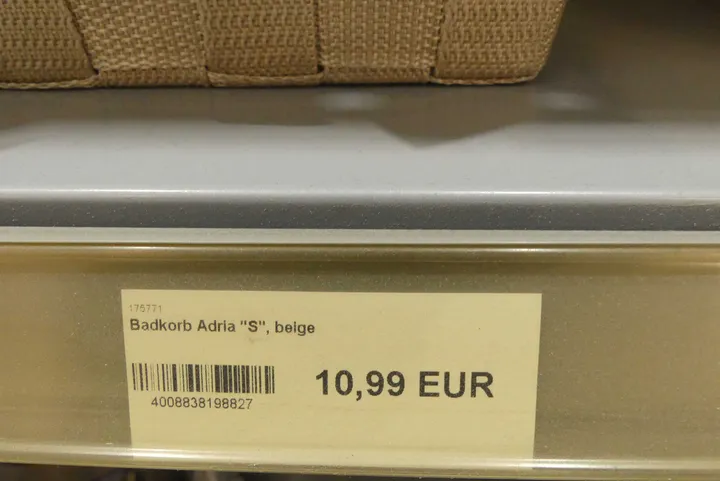 175771
Badkorb Adria "S", beige
10,99 EUR
4008838198827